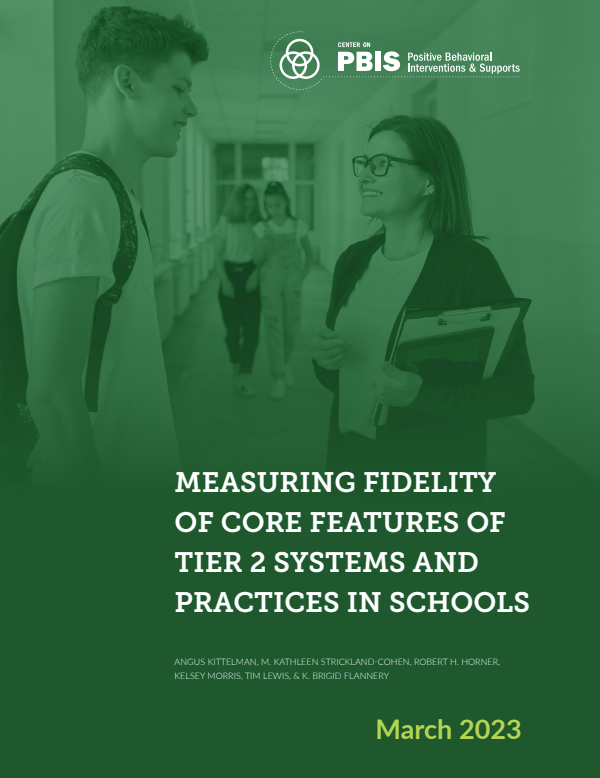 CENTER ON
PBIS
Positive Behavioral
Interventions & Supports
MEASURING FIDELITY
OF CORE FEATURES OF
TIER 2 SYSTEMS AND
PRACTICES IN SCHOOLS
ANGUS KITTELMAN, M. KATHLEEN STRICKLAND-COHEN, ROBERT H. HORNER,
KELSEY MORRIS, TIM LEWIS, & K. BRIGID FLANNERY
March 2023